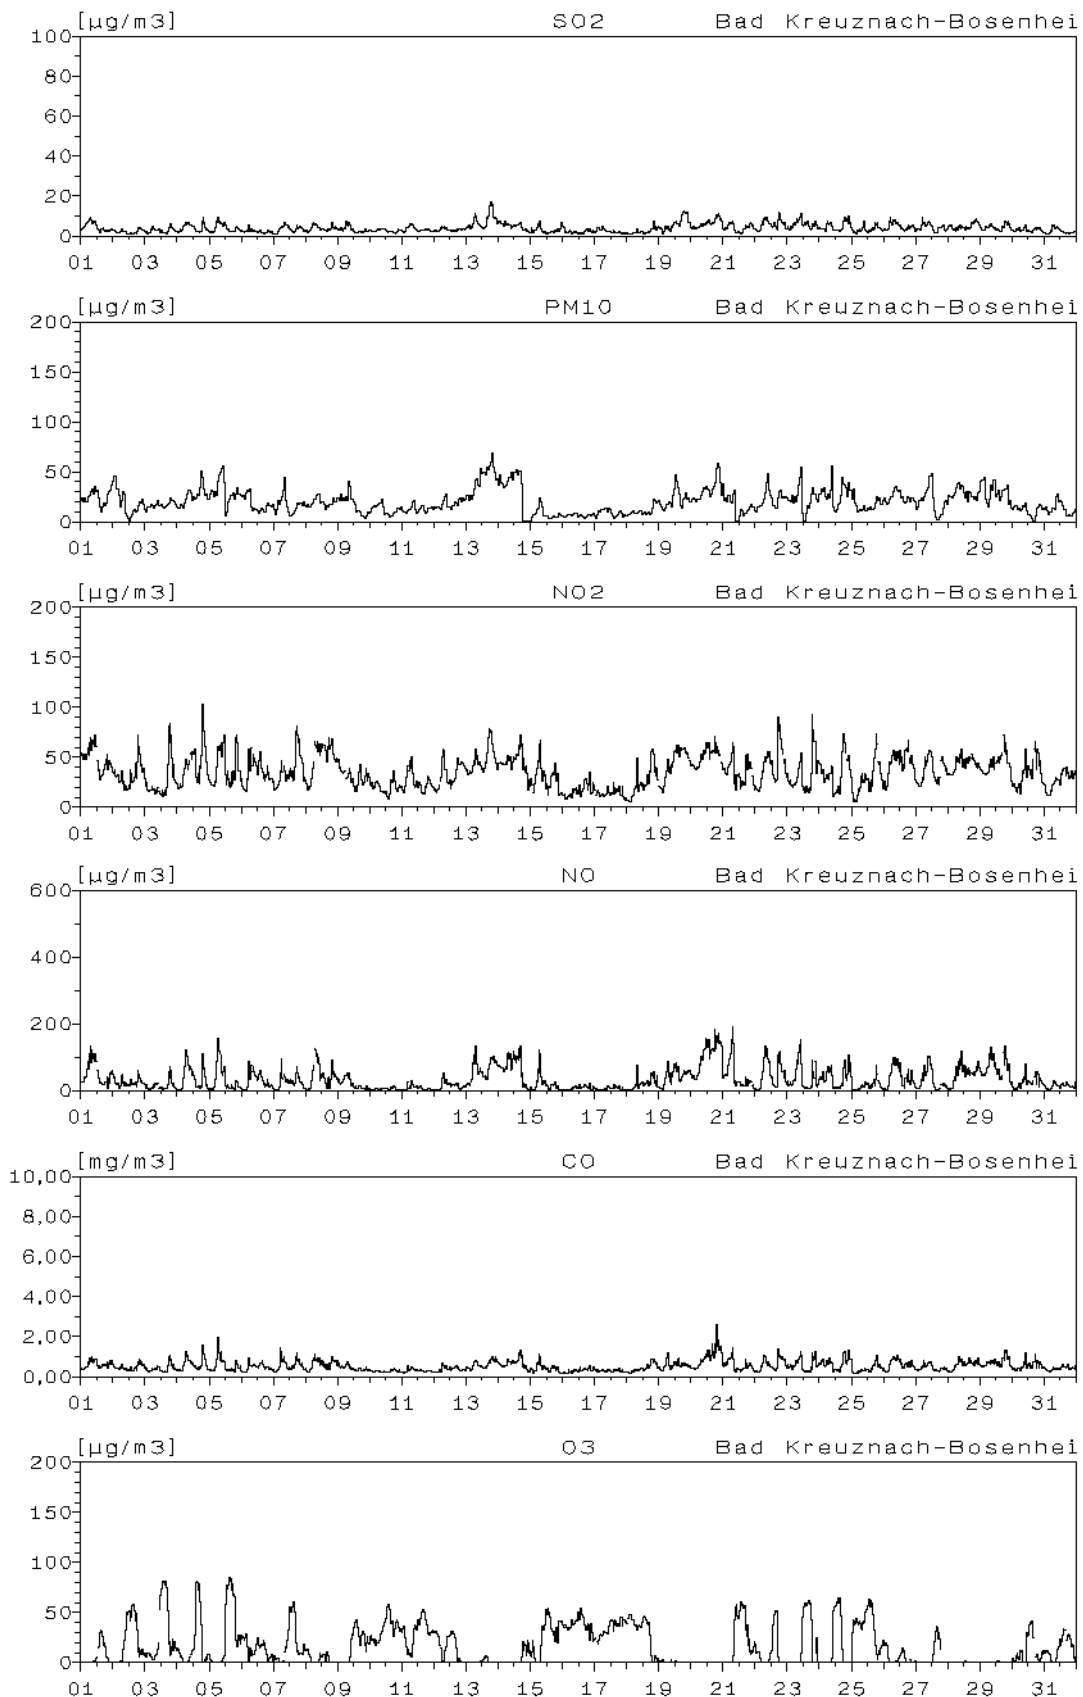 [µg/m3] SO2 Bad Kreuznach-Bosenhei
100
80
60
40
20
0
01 03 05 07 09 11 13 15 17 19 21 23 25 27 29 31
[µg/m3] PM10 Bad Kreuznach-Bosenhei
200
150
100
50
0
01 03 05 07 09 11 13 15 17 19 21 23 25 27 29 31
[µg/m3] NO2 Bad Kreuznach-Bosenhei
200
150
100
50
0
01 03 05 07 09 11 13 15 17 19 21 23 25 27 29 31
[µg/m3] NO Bad Kreuznach-Bosenhei
600
400
200
0
01 03 05 07 09 11 13 15 17 19 21 23 25 27 29 31
[mg/m3] CO Bad Kreuznach-Bosenhei
10,00
8,00
6,00
4,00
2,00
0,00
01 03 05 07 09 11 13 15 17 19 21 23 25 27 29 31
[µg/m3] O3 Bad Kreuznach-Bosenhei
200
150
100
50
0
01 03 05 07 09 11 13 15 17 19 21 23 25 27 29 31